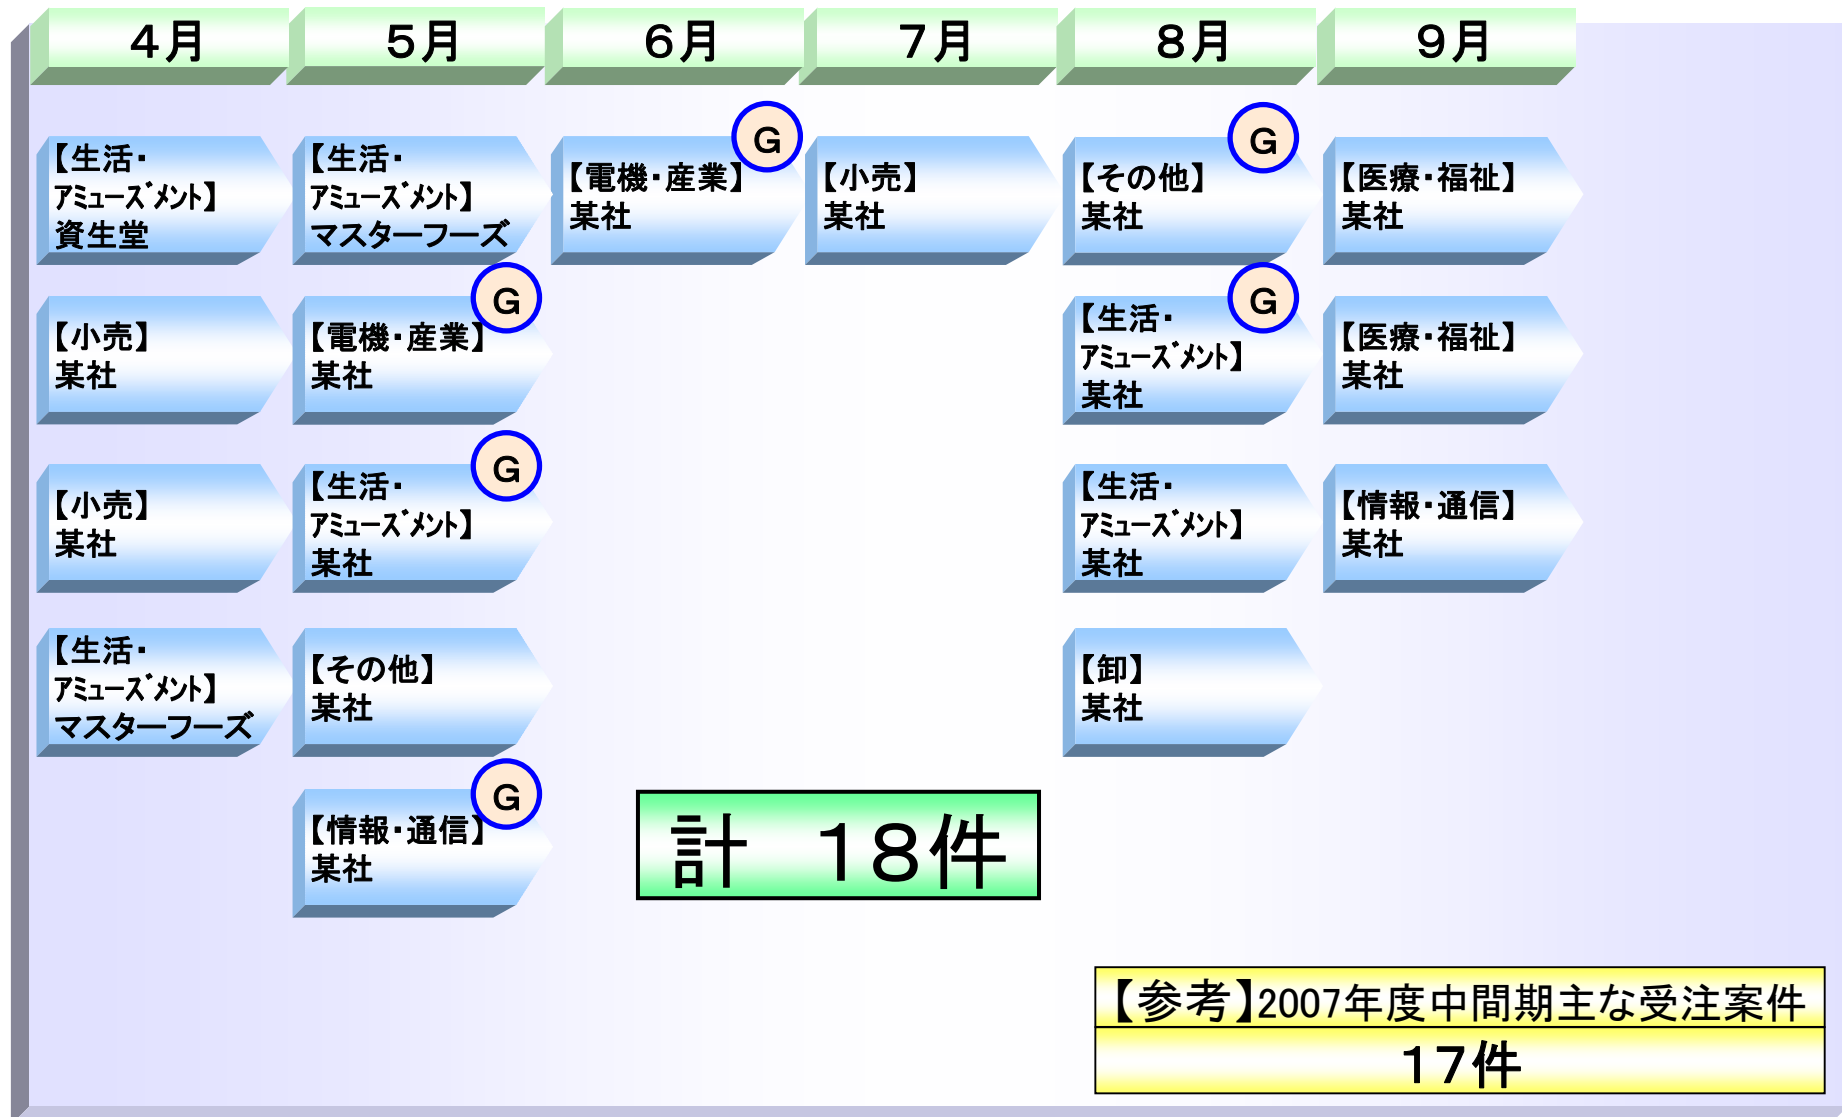 4月
5月
6月
7月
8月
9月
【生活・
アミューズメント】
資生堂
【小売】
某社
【小売】
某社
【生活・
アミューズメント】
マスターフーズ
【生活・
アミューズメント】
マスターフーズ
G
【電機・産業】
某社
G
【生活・
アミューズメント】
某社
【その他】
某社
G
【情報・通信】
某社
G
【電機・産業】
某社
【小売】
某社
G
【その他】
某社
G
【生活・
アミューズメント】
某社
【生活・
アミューズメント】
某社
【卸】
某社
【医療・福祉】
某社
【医療・福祉】
某社
【情報・通信】
某社
計 18件
【参考】2007年度中間期主な受注案件
17件